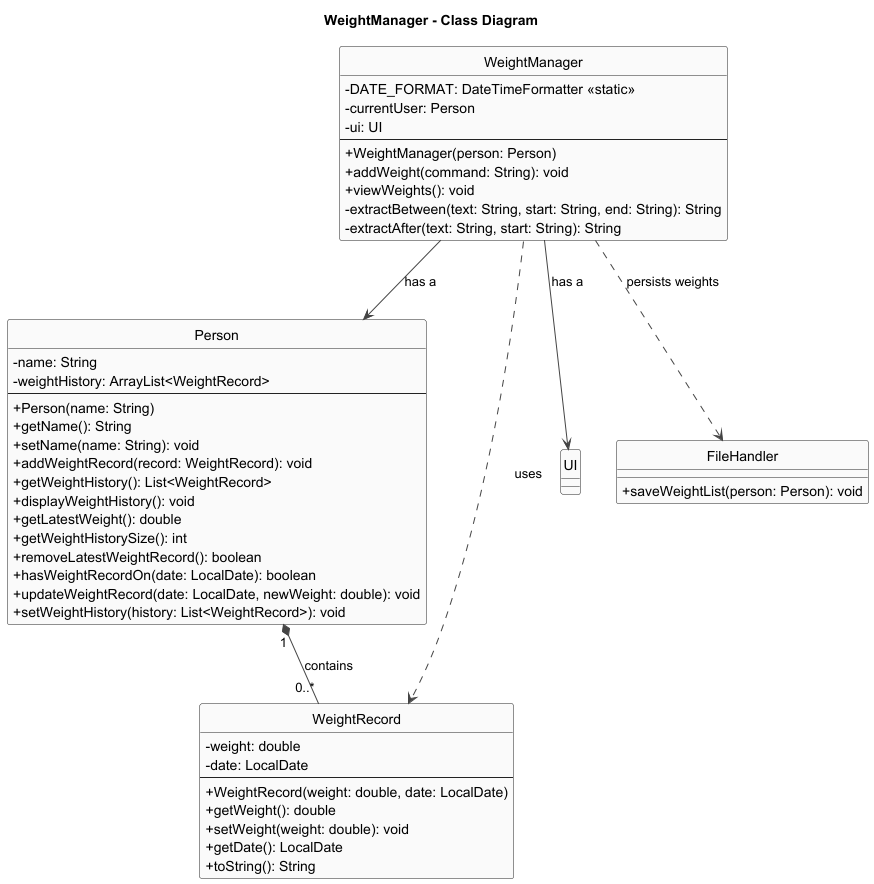 WeightManager - Class Diagram
WeightManager
-DATE_FORMAT: DateTimeFormatter «static»
-currentUser: Person
-ui: UI
+WeightManager(person: Person)
+addWeight(command: String): void
+viewWeights(): void
-extractBetween(text: String, start: String, end: String): String
-extractAfter(text: String, start: String): String
has a
has a
persists weights
Person
-name: String
-weightHistory: ArrayList<WeightRecord>
+Person(name: String)
+getName(): String
+setName(name: String): void
+addWeightRecord(record: WeightRecord): void
+getWeightHistory(): List<WeightRecord>
+displayWeightHistory(): void
+getLatestWeight(): double
+getWeightHistorySize(): int
+removeLatestWeightRecord(): boolean
+hasWeightRecordOn(date: LocalDate): boolean
+updateWeightRecord(date: LocalDate, newWeight: double): void
+setWeightHistory(history: List<WeightRecord>): void
uses
UI
FileHandler
+saveWeightList(person: Person): void
1
contains
0..*
WeightRecord
-weight: double
-date: LocalDate
+WeightRecord(weight: double, date: LocalDate)
+getWeight(): double
+setWeight(weight: double): void
+getDate(): LocalDate
+toString(): String